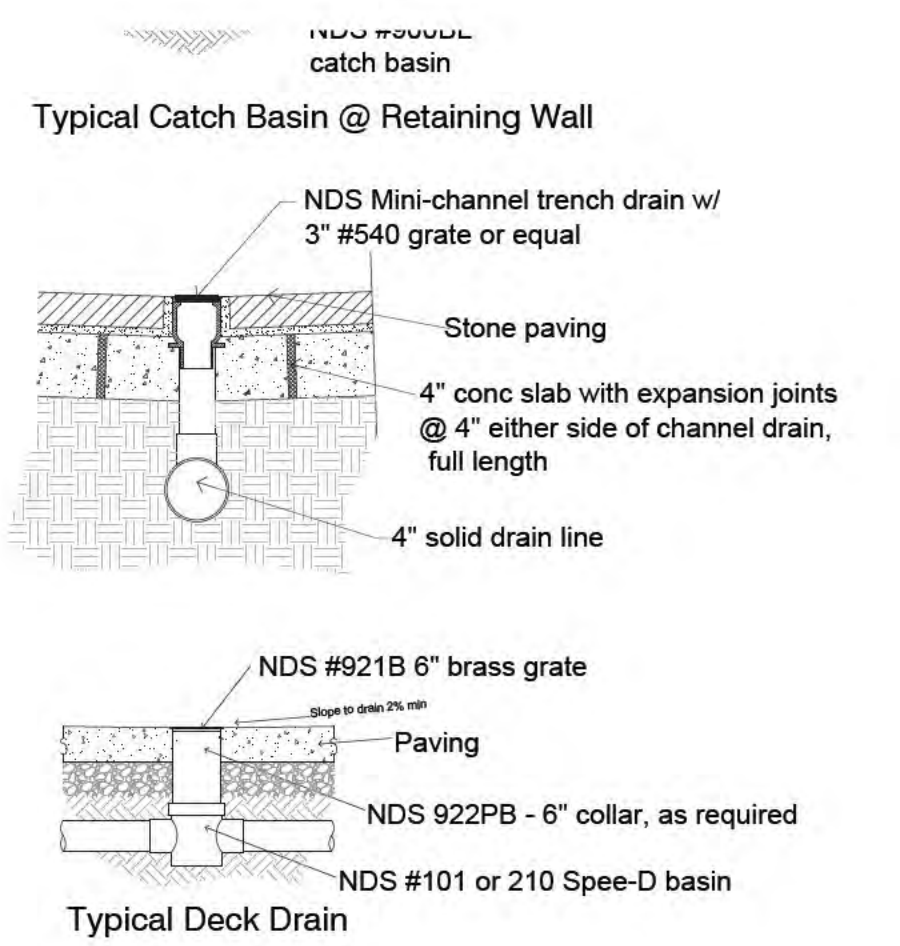 catch basin
Typical Catch Basin @ Retaining Wall
NDS Mini-channel trench drain w/
3" #540 grate or equal
Stone paving
4" conc slab with expansion joints
@ 4" either side of channel drain,
full length
4" solid drain line
NDS #921B 6" brass grate
Slope to drain 2% min
Paving
NDS 922PB - 6" collar, as required
NDS #101 or 210 Spee-D basin
Typical Deck Drain